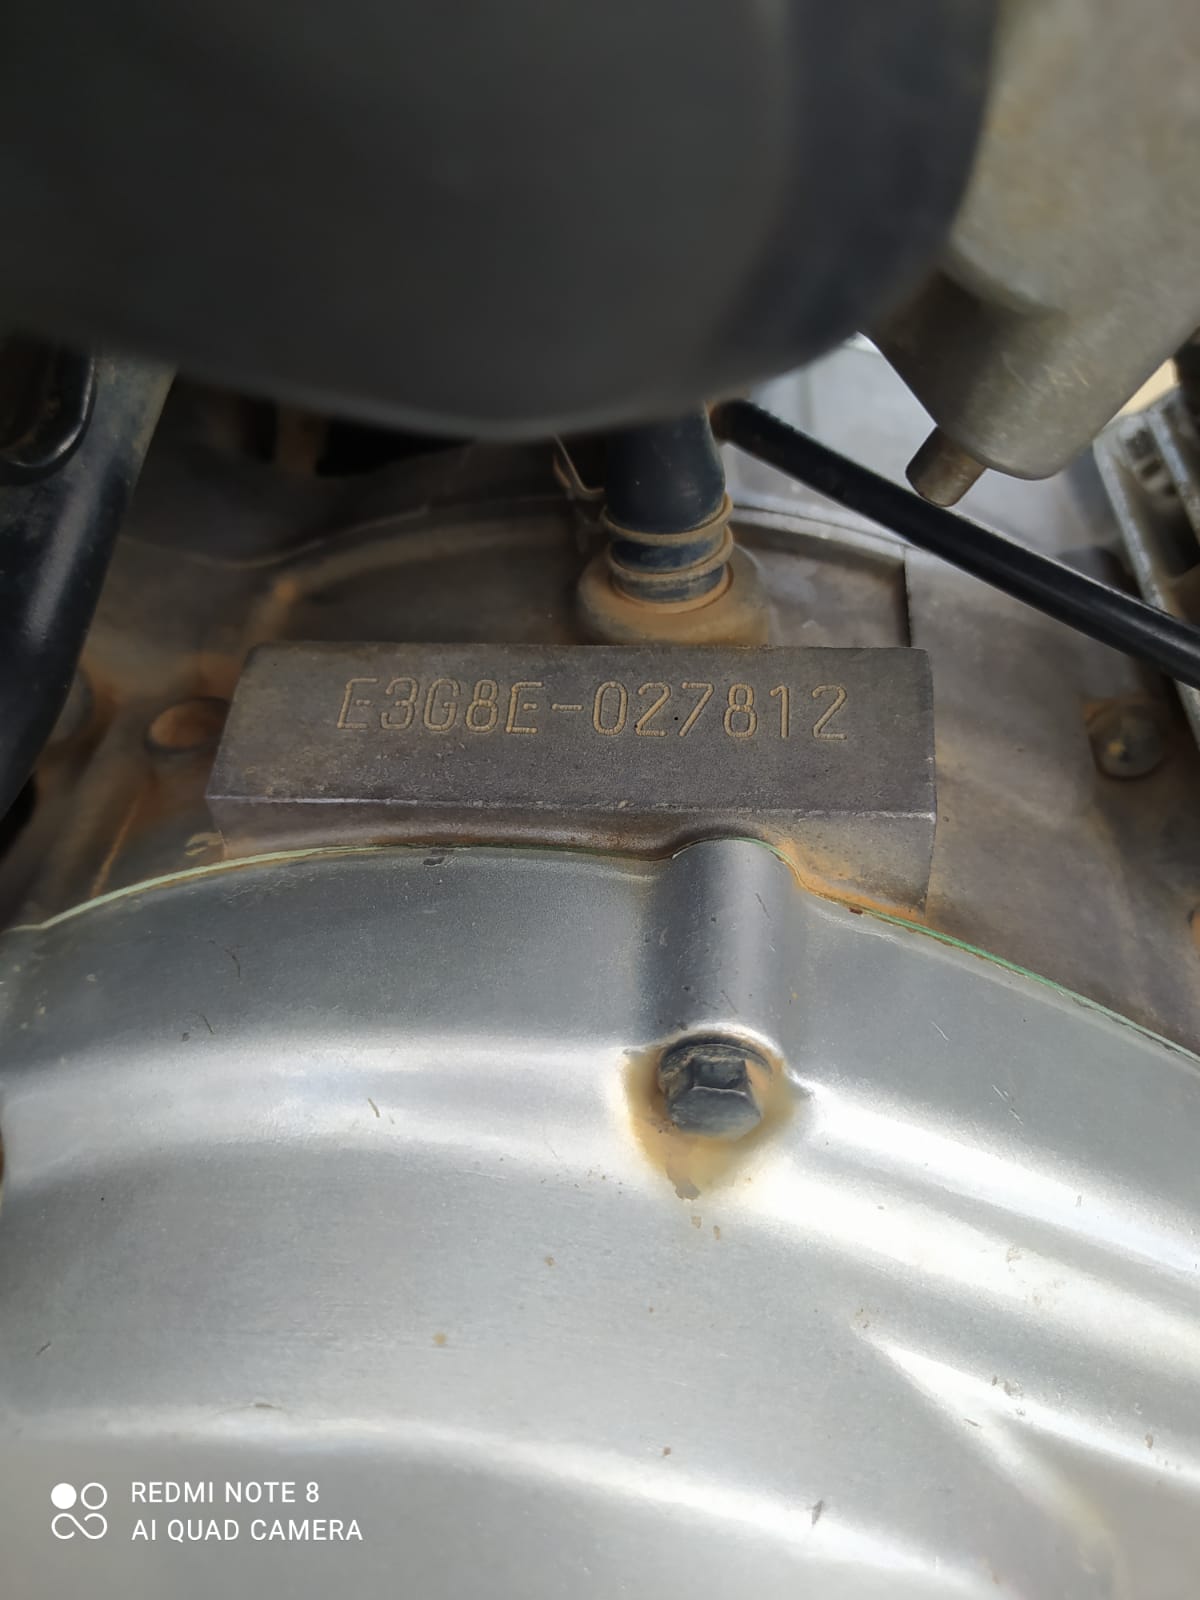 E3G8E-027812
REDMI NOTE 8
AI QUAD CAMERA